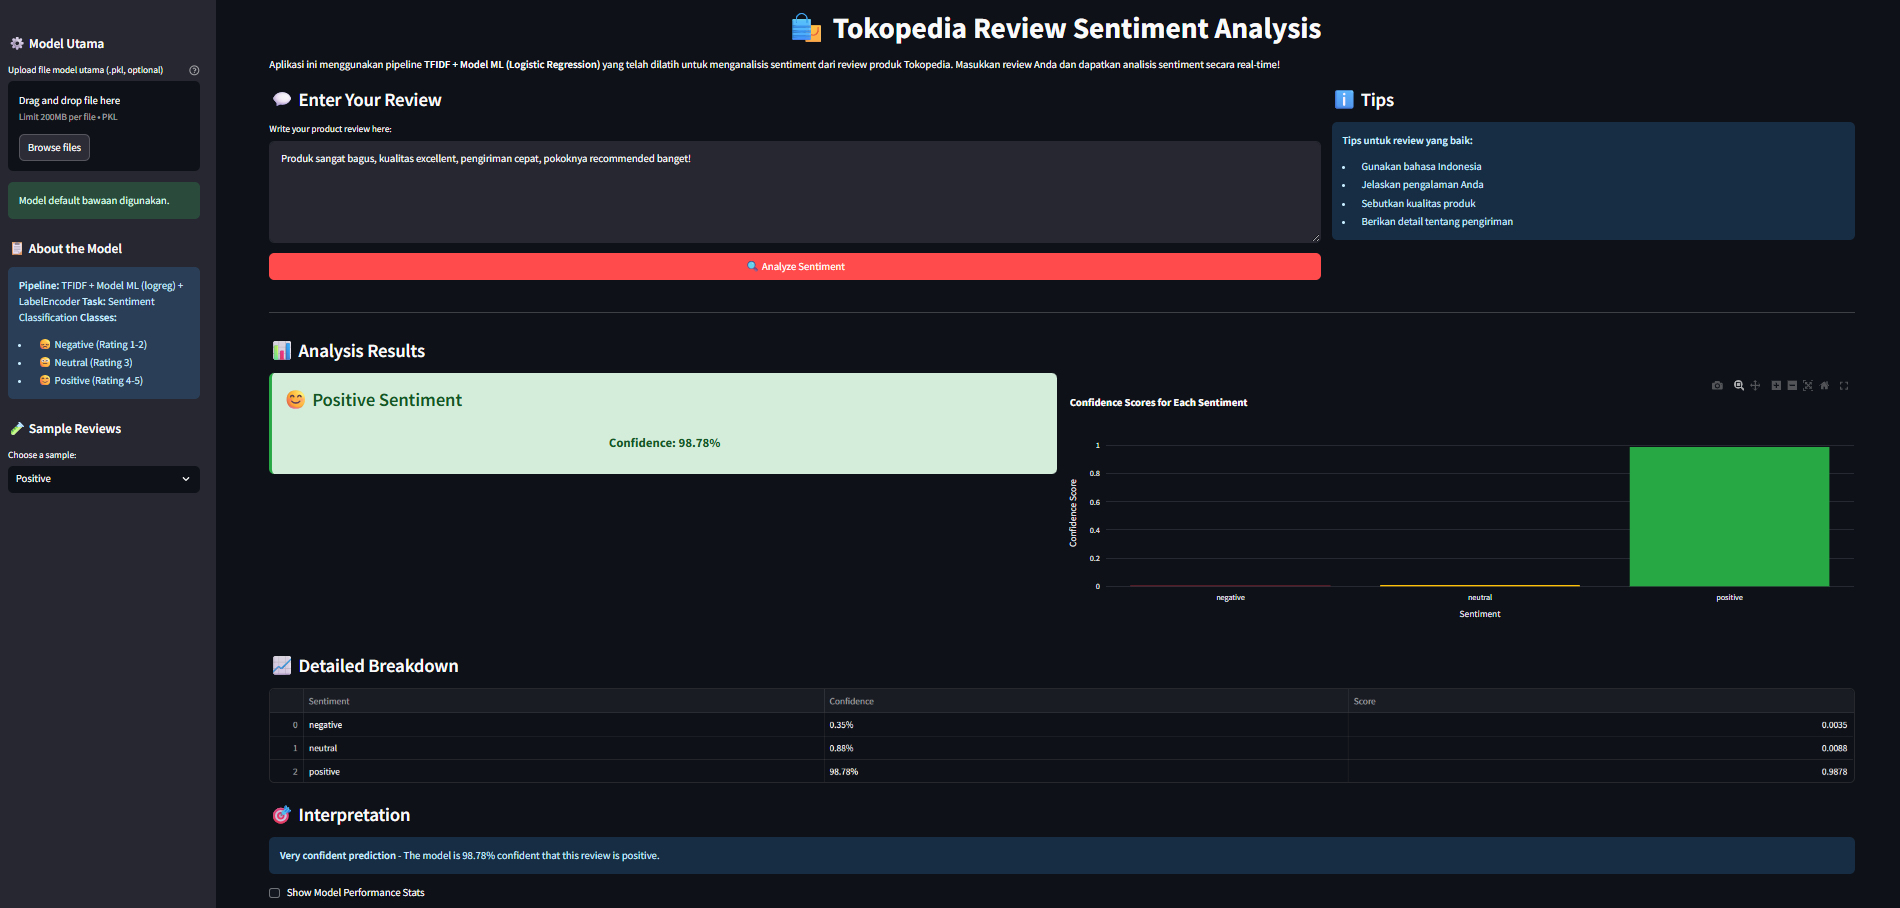 Model Utama
Upload file model utama (.pkl, optional)
Drag and drop file here
Limit 200MB per file • PKL
Browse files
Model default bawaan digunakan.
About the Model
Pipeline: TFIDF + Model ML (logreg) +
LabelEncoder Task: Sentiment
Classification Classes:
• Negative (Rating 1-2)
• Neutral (Rating 3)
• Positive (Rating 4-5)
Sample Reviews
Choose a sample:
Positive
Tokopedia Review Sentiment Analysis
Aplikasi ini menggunakan pipeline TFIDF + Model ML (Logistic Regression) yang telah dilatih untuk menganalisis sentiment dari review produk Tokopedia. Masukkan review Anda dan dapatkan analisis sentiment secara real-time!
Enter Your Review
Write your product review here:
Produk sangat bagus, kualitas excellent, pengiriman cepat, pokoknya recommended banget!
Analyze Sentiment
Tips
Tips untuk review yang baik:
• Gunakan bahasa Indonesia
• Jelaskan pengalaman Anda
• Sebutkan kualitas produk
• Berikan detail tentang pengiriman
Analysis Results
Positive Sentiment
Confidence: 98.78%
Confidence Scores for Each Sentiment
1
0.8
0.6
0.4
0.2
0
Confidence Score
negative neutral positive
Sentiment
Detailed Breakdown
Sentiment Confidence Score
0 negative 0.35% 0.0035
1 neutral 0.88% 0.0088
2 positive 98.78% 0.9878
Interpretation
Very confident prediction - The model is 98.78% confident that this review is positive.
Show Model Performance Stats